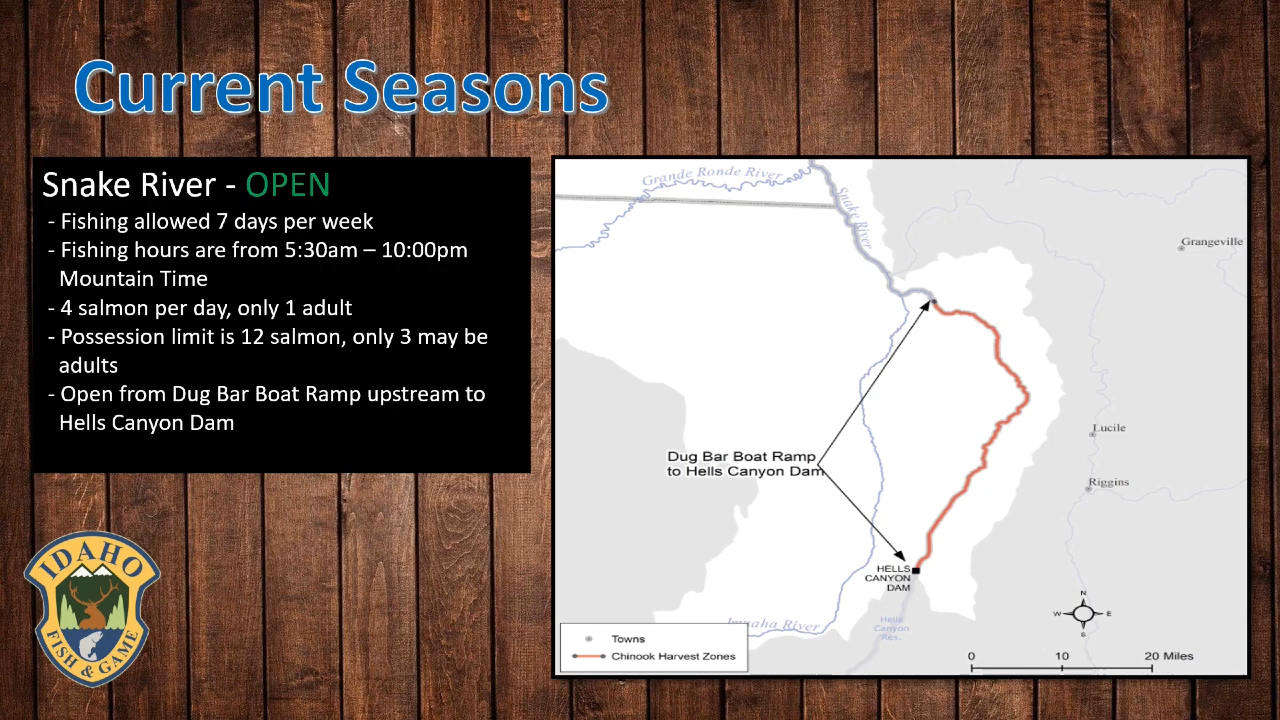 Current Seasons
Snake River - OPEN
- Fishing allowed 7 days per week
- Fishing hours are from 5:30am – 10:00pm
Mountain Time
- 4 salmon per day, only 1 adult
- Possession limit is 12 salmon, only 3 may be
adults
- Open from Dug Bar Boat Ramp upstream to
Hells Canyon Dam
IDAHO
FISH & GAME
Grande Ronde River
Snake River
Grangeville
Lucile
Riggins
Dug Bar Boat Ramp
to Hells Canyon Dam
HELLS
CANYON
DAM
Hells
Canyon
Res.
Imnaha River
Towns
Chinook Harvest Zones
N
W E
S
0 10 20 Miles